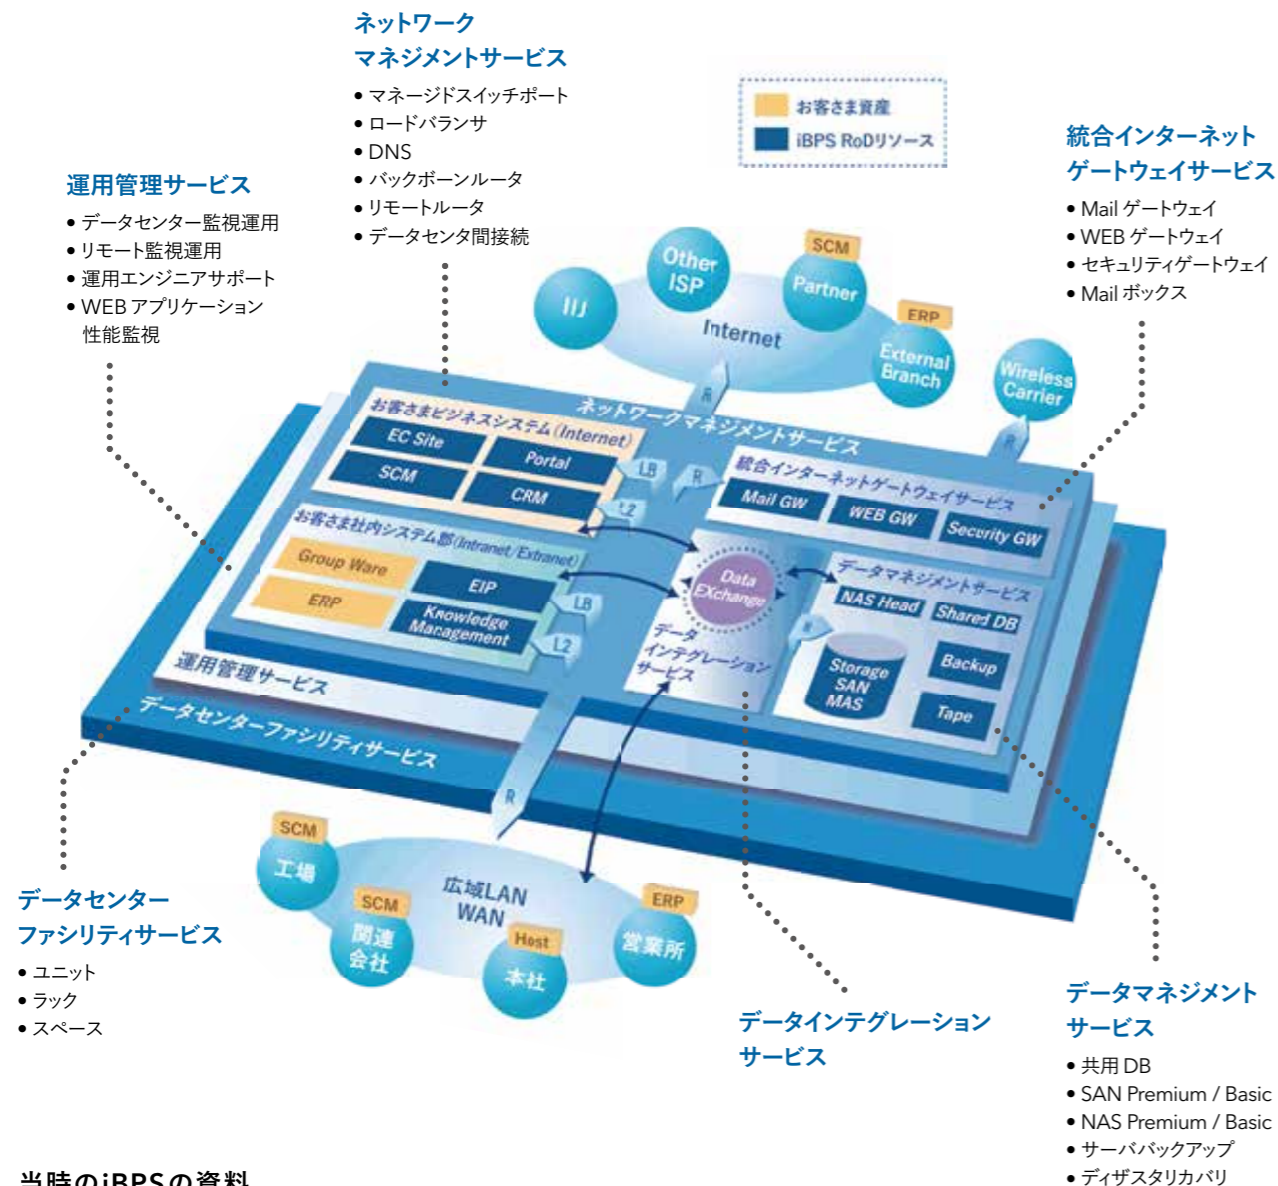 ネットワーク
マネジメントサービス
• マネージドスイッチポート
• ロードバランサ
• DNS
• バックボーンルータ
• リモートルータ
• データセンタ間接続
お客さま資産
iBPS RoDリソース
統合インターネット
ゲートウェイサービス
• Mail ゲートウェイ
• WEB ゲートウェイ
• セキュリティゲートウェイ
• Mail ボックス
運用管理サービス
• データセンター監視運用
• リモート監視運用
• 運用エンジニアサポート
• WEB アプリケーション
性能監視
IIJ
Other
ISP
SCM
Partner
ERP
External
Branch
Internet
Wireless
Carrier
R
R
ネットワークマネジメントサービス
お客さまビジネスシステム(Internet)
EC Site
Portal
SCM
CRM
LB
L2
R
統合インターネットゲートウェイサービス
Mail GW
WEB GW
Security GW
お客さま社内システム郡(Intranet/Extranet)
Group Ware
EIP
ERP
Knowledge
Management
LB
L2
Data
EXchange
データ
インテグレーション
サービス
データマネジメントサービス
NAS Head
Shared DB
R
Storage
SAN
MAS
Backup
Tape
運用管理サービス
データセンターファシリティサービス
R
SCM
工場
SCM
関連
会社
広域LAN
WAN
Host
本社
ERP
営業所
データセンター
ファシリティサービス
• ユニット
• ラック
• スペース
データインテグレーション
サービス
データマネジメント
サービス
• 共用 DB
• SAN Premium / Basic
• NAS Premium / Basic
• サーババックアップ
• ディザスタリカバリ
当時のiBPSの資料